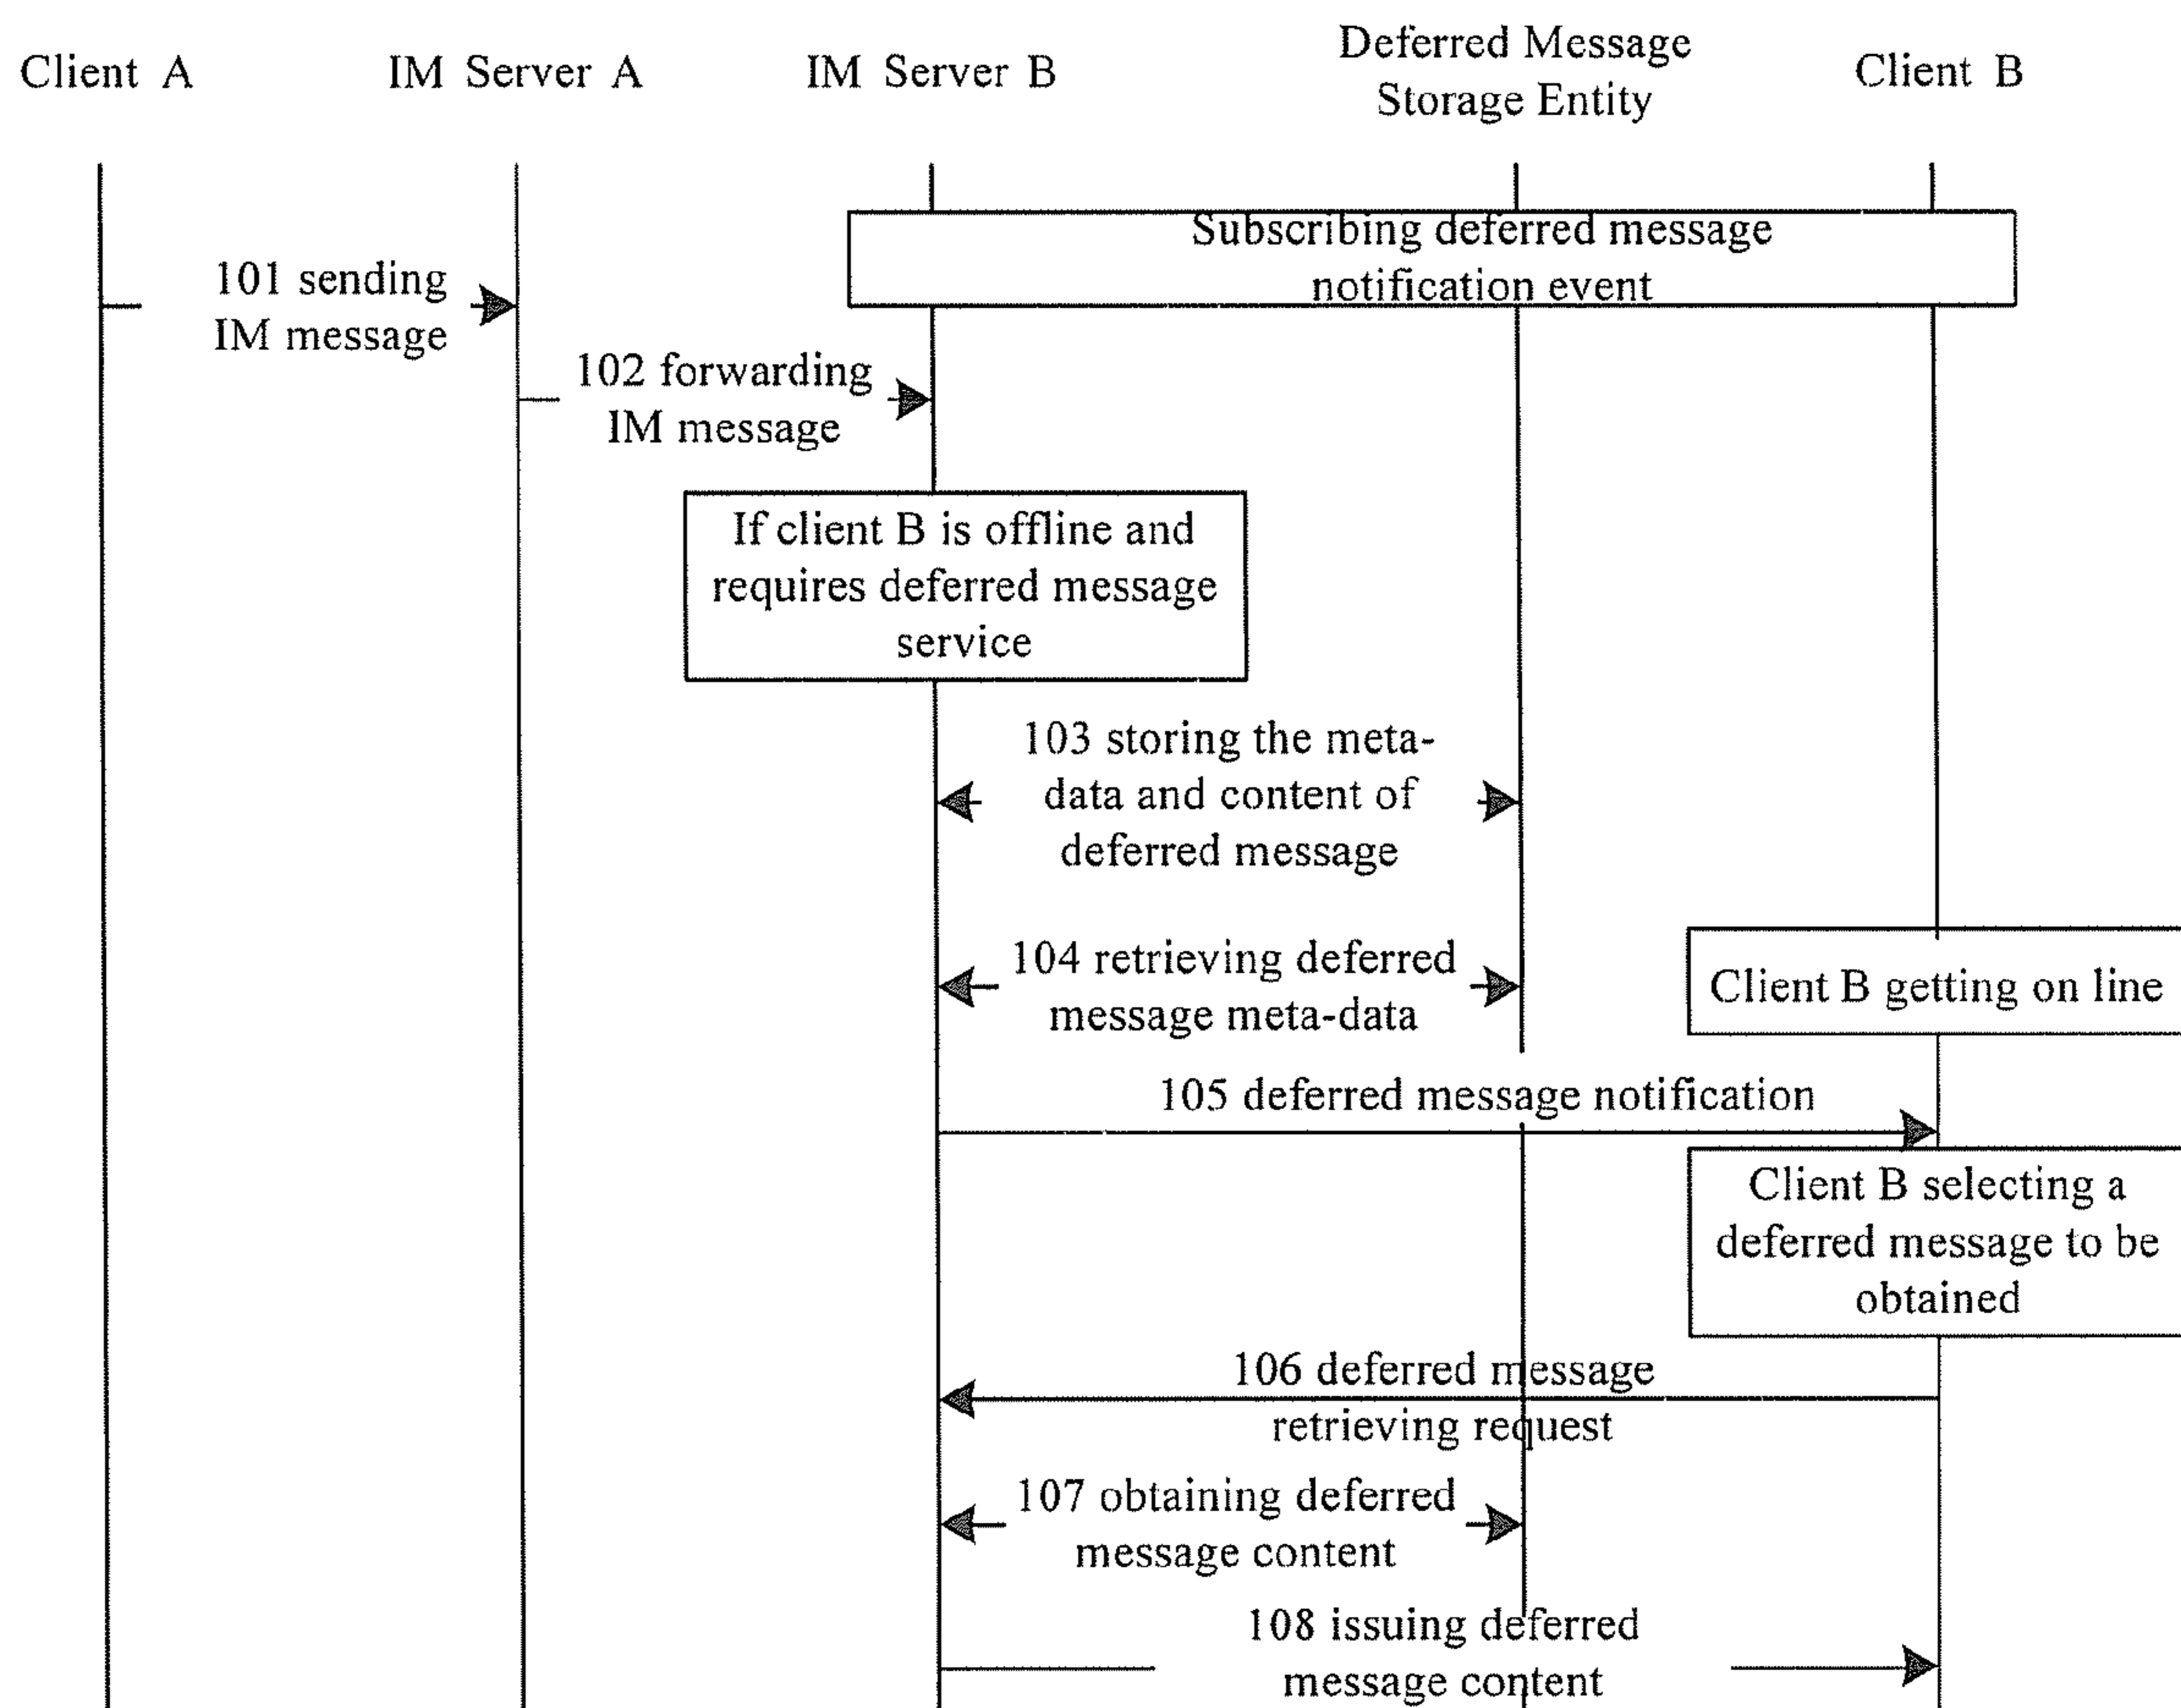 Client A
IM Server A
IM Server B
Deferred Message
Storage Entity
Client B
Subscribing deferred message
notification event
101 sending
IM message
102 forwarding
IM message
If client B is offline and
requires deferred message
service
103 storing the meta-
data and content of
deferred message
104 retrieving deferred
message meta-data
Client B getting on line
105 deferred message notification
Client B selecting a
deferred message to be
obtained
106 deferred message
retrieving request
107 obtaining deferred
message content
108 issuing deferred
message content